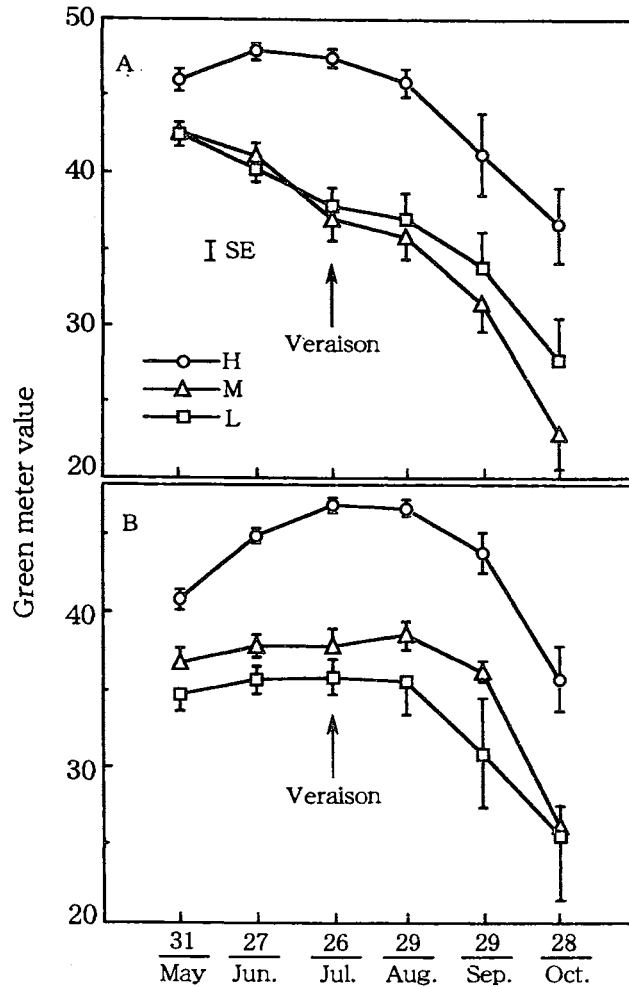 50
A
40
I SE
Veraison
30
H
M
L
20
Green meter value
B
40
30
Veraison
20
31 27 26 29 29 28
May Jun. Jul. Aug. Sep. Oct.